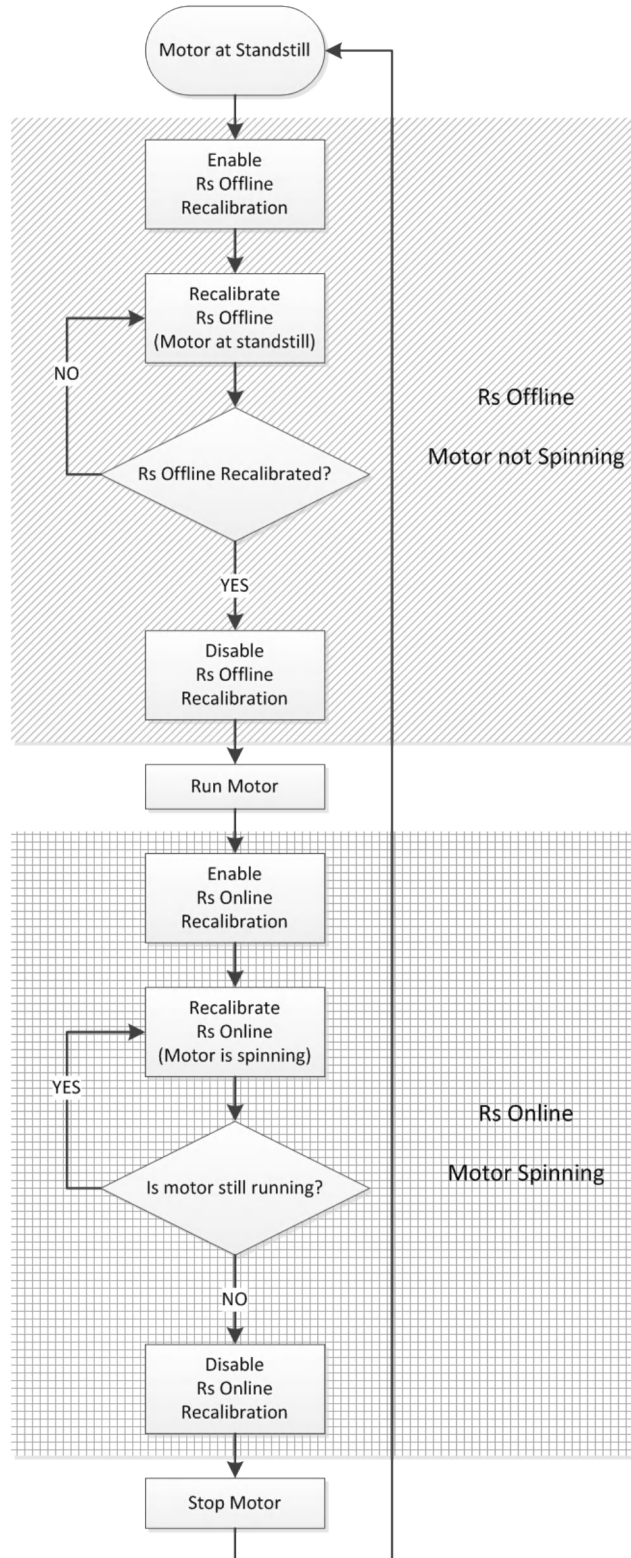 Motor at Standstill
Enable
Rs Offline
Recalibration
Recalibrate
Rs Offline
(Motor at standstill)
NO
Rs Offline
Motor not Spinning
Rs Offline Recalibrated?
YES
Disable
Rs Offline
Recalibration
Run Motor
Enable
Rs Online
Recalibration
Recalibrate
Rs Online
(Motor is spinning)
YES
Rs Online
Motor Spinning
Is motor still running?
NO
Disable
Rs Online
Recalibration
Stop Motor